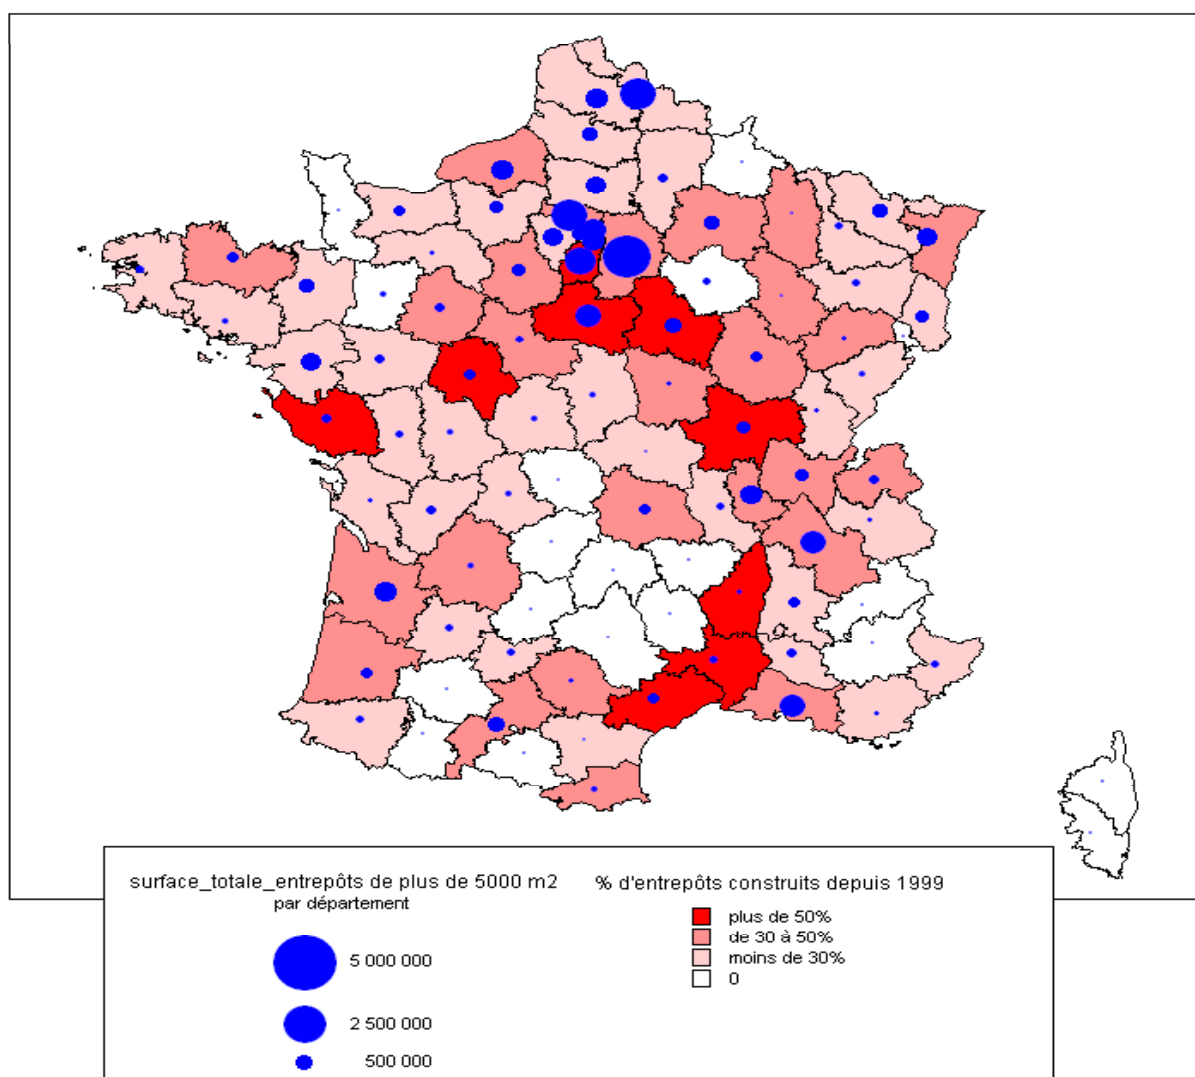 surface_totale_entrepôts de plus de 5000 m2
par département
5 000 000
2 500 000
500 000
% d'entrepôts construits depuis 1999
plus de 50%
de 30 à 50%
moins de 30%
0